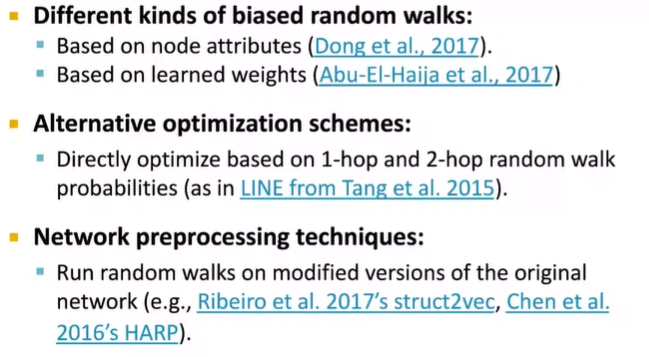 Different kinds of biased random walks:
Based on node attributes (Dong et al., 2017).
Based on learned weights (Abu-El-Haija et al., 2017)
Alternative optimization schemes:
Directly optimize based on 1-hop and 2-hop random walk
probabilities (as in LINE from Tang et al. 2015).
Network preprocessing techniques:
Run random walks on modified versions of the original
network (e.g., Ribeiro et al. 2017's struct2vec, Chen et al.
2016's HARP).